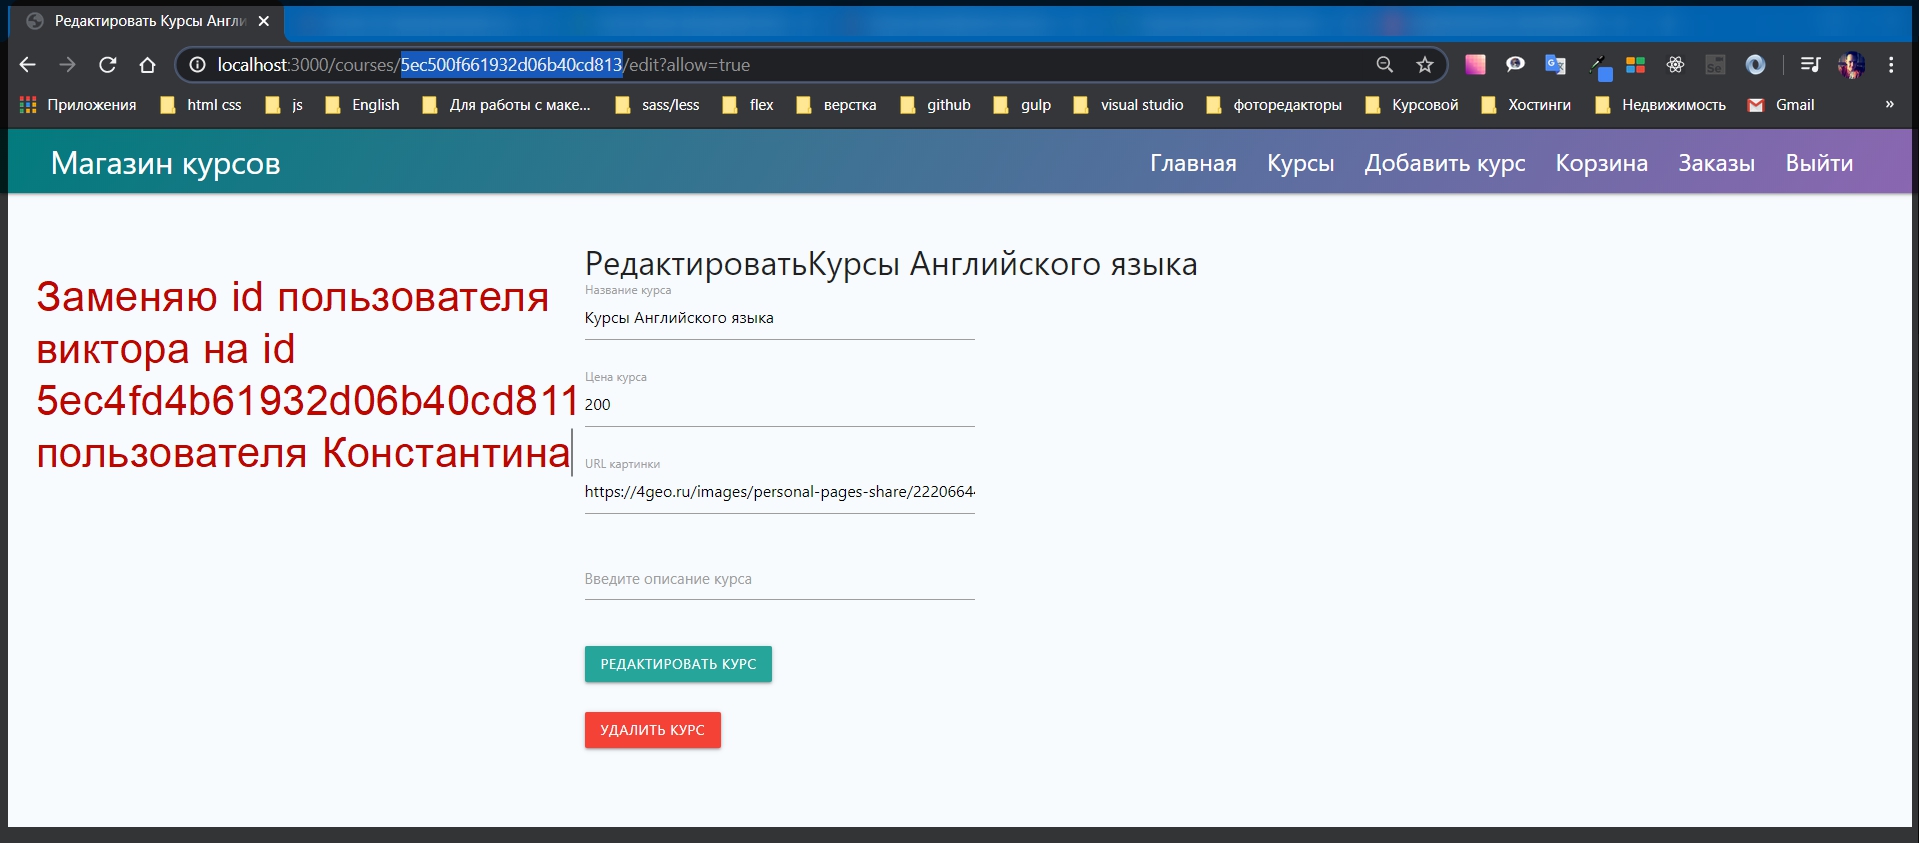 Редактировать Курсы Англи
localhost:3000/courses/5ec500f661932d06b40cd813/edit?allow=true
Приложения html css js English Для работы с маке... sass/less flex верстка github gulp visual studio фоторедакторы Курсовой Хостинги Недвижимость Gmail »
Магазин курсов Главная Курсы Добавить курс Корзина Заказы Выйти
Заменяю id пользователя
виктора на id
5ec4fd4b61932d06b40cd811
пользователя Константина
РедактироватьКурсы Английского языка
Название курса
Курсы Английского языка
Цена курса
200
URL картинки
https://4geo.ru/images/personal-pages-share/2220664
Введите описание курса
РЕДАКТИРОВАТЬ КУРС
УДАЛИТЬ КУРС